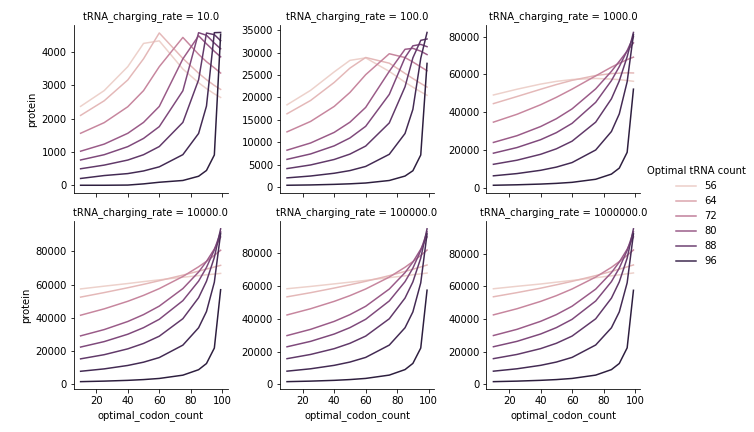 tRNA_charging_rate = 10.0
tRNA_charging_rate = 100.0
tRNA_charging_rate = 1000.0
4000
3000
2000
1000
0
protein
35000
30000
25000
20000
15000
10000
5000
0
80000
60000
40000
20000
0
Optimal tRNA count
56
64
72
80
88
96
tRNA_charging_rate = 10000.0
tRNA_charging_rate = 100000.0
tRNA_charging_rate = 1000000.0
80000
60000
40000
20000
0
protein
80000
60000
40000
20000
0
80000
60000
40000
20000
0
20 40 60 80 100
20 40 60 80 100
20 40 60 80 100
optimal_codon_count
optimal_codon_count
optimal_codon_count